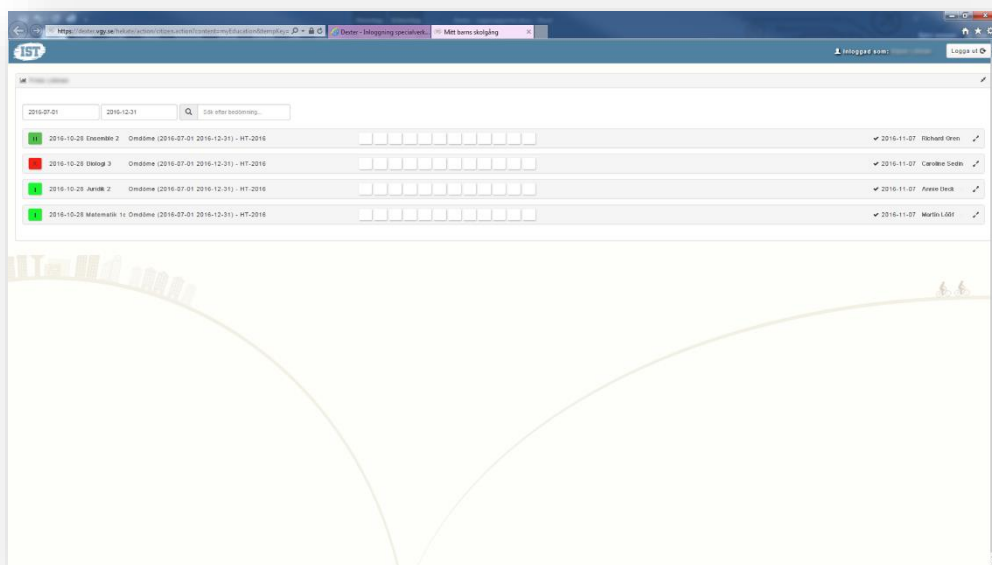 https://dexter.vgy.se/
Dexter - Inloggning specialverk...
Mitt barns skolgång
IST
Inloggad som:
Logga ut
2016-07-01
2016-12-31
Sök efter bedömning...
2016-10-28 Ensemble 2 Omdöme (2016-07-01 2016-12-31) - HT-2016 2016-11-07 Richard Oren
2016-10-28 Biologi 3 Omdöme (2016-07-01 2016-12-31) - HT-2016 2016-11-07 Caroline Sedin
2016-10-28 Juridik 2 Omdöme (2016-07-01 2016-12-31) - HT-2016 2016-11-07
2016-10-28 Matematik 1c Omdöme (2016-07-01 2016-12-31) - HT-2016 2016-11-07 Martin Lööf